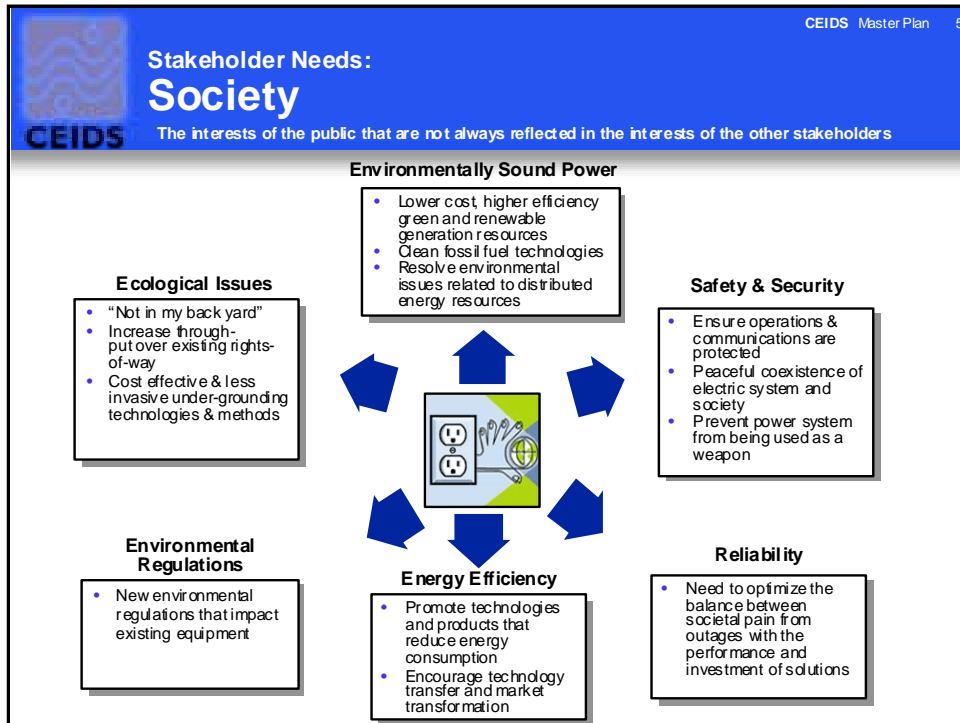 CEIDS Master Plan 5
Stakeholder Needs:
Society
CEIDS
The interests of the public that are not always reflected in the interests of the other stakeholders
Environmentally Sound Power
• Lower cost, higher efficiency
green and renewable
generation resources
• Clean fossil fuel technologies
• Resolve environmental
issues related to distributed
energy resources
Ecological Issues
• “Not in my back yard”
• Increase through-
put over existing rights-
of-way
• Cost effective & less
invasive under-grounding
technologies & methods
Safety & Security
• Ensure operations &
communications are
protected
• Peaceful coexistence of
electric system and
society
• Prevent power system
from being used as a
weapon
Environmental
Regulations
• New environmental
regulations that impact
existing equipment
Energy Efficiency
• Promote technologies
and products that
reduce energy
consumption
• Encourage technology
transfer and market
transformation
Reliability
• Need to optimize the
balance between
societal pain from
outages with the
performance and
investment of solutions